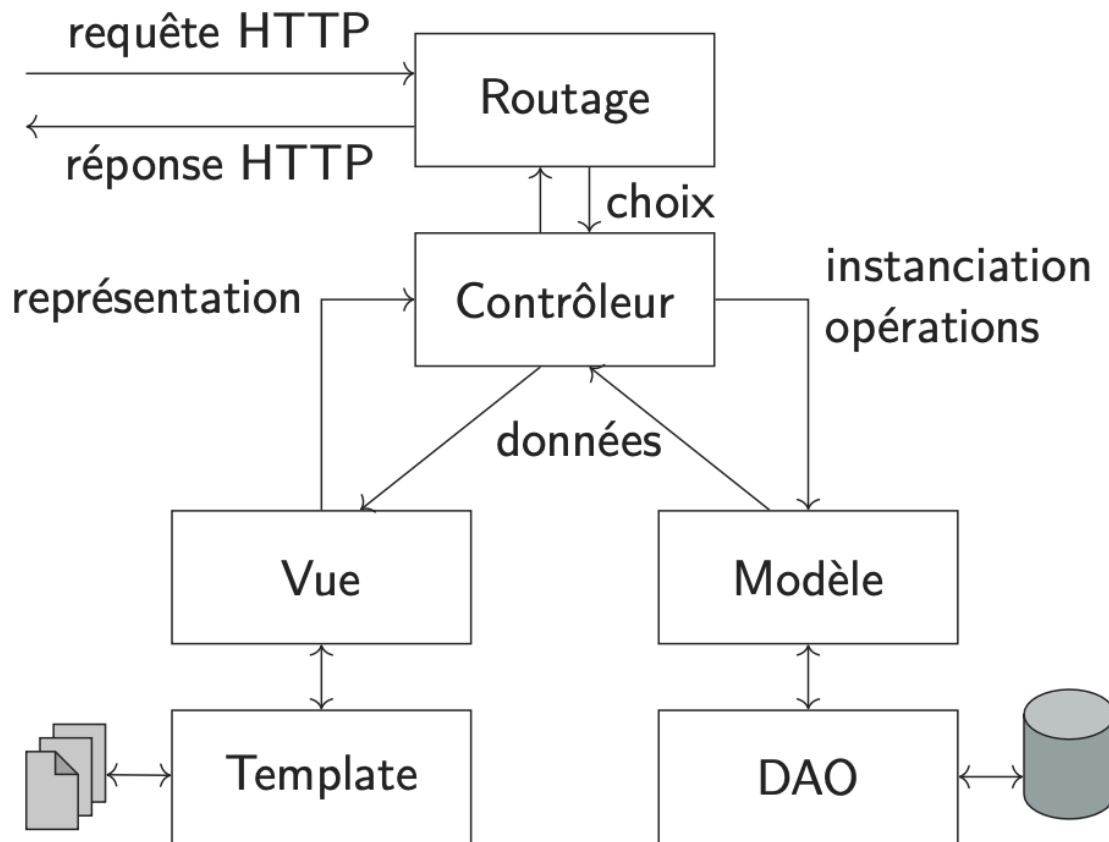 requête HTTP
Routage
réponse HTTP
choix
représentation
Contrôleur
instanciation
opérations
données
Vue
Modèle
Template
DAO